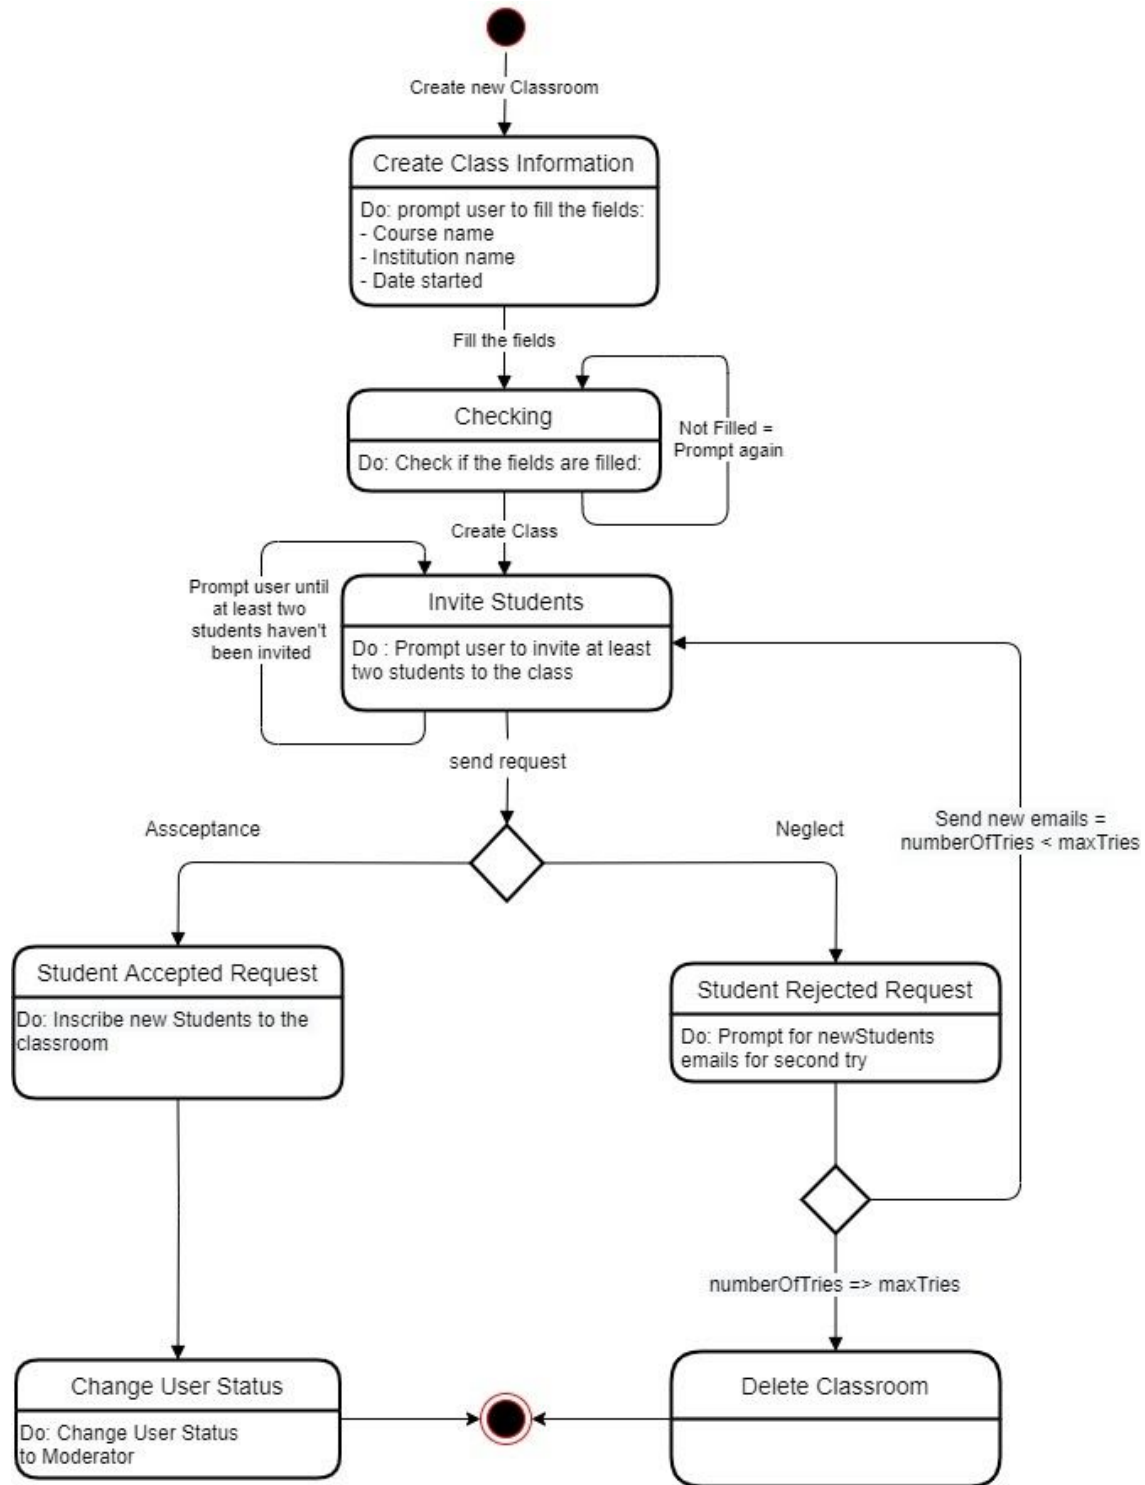 Create new Classroom
Create Class Information
Do: prompt user to fill the fields:
- Course name
- Institution name
- Date started
Fill the fields
Checking
Do: Check if the fields are filled:
Not Filled =
Prompt again
Create Class
Prompt user until
at least two
students haven't
been invited
Invite Students
Do : Prompt user to invite at least
two students to the class
send request
Assceptance
Neglect
Send new emails =
numberOfTries < maxTries
Student Accepted Request
Do: Inscribe new Students to the
classroom
Student Rejected Request
Do: Prompt for newStudents
emails for second try
numberOfTries => maxTries
Change User Status
Do: Change User Status
to Moderator
Delete Classroom